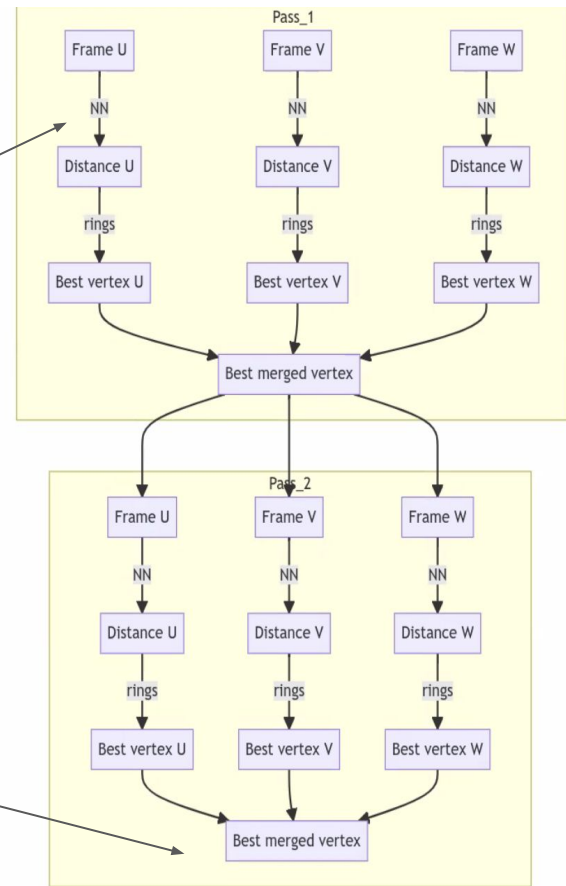 Pass_1
Frame U
Frame V
Frame W
NN
NN
NN
Distance U
Distance V
Distance W
rings
rings
rings
Best vertex U
Best vertex V
Best vertex W
Best merged vertex
Pass_2
Frame U
Frame V
Frame W
NN
NN
NN
Distance U
Distance V
Distance W
rings
rings
rings
Best vertex U
Best vertex V
Best vertex W
Best merged vertex